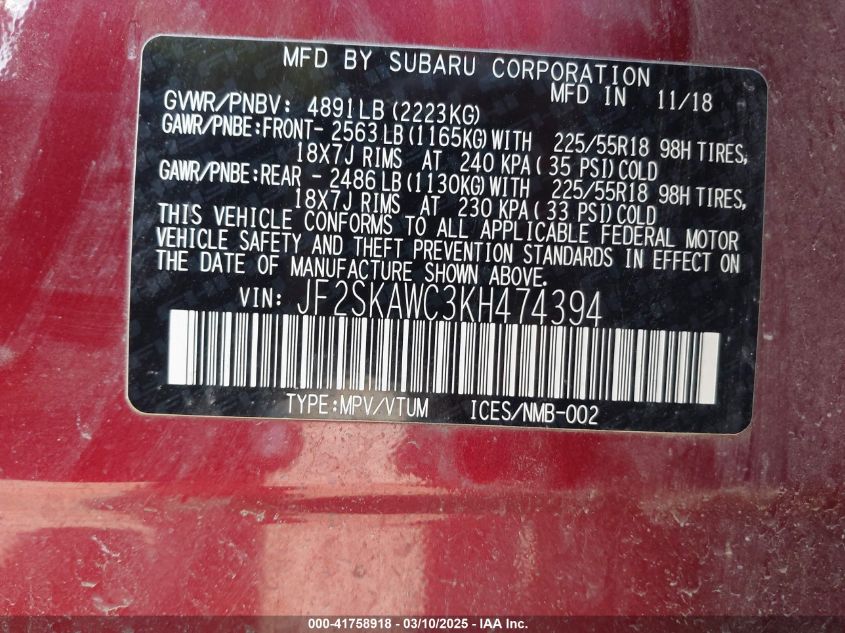 MFD BY SUBARU CORPORATION
MFD IN 11/18
GVWR/PNBV: 4891LB(2223KG)
GAWR/PNBE:FRONT- 2563LB(1165KG)WITH 225/55R18 98H TIRES,
18X7J RIMS AT 240 KPA( 35 PSI)COLD
GAWR/PNBE:REAR - 2486LB(1130KG)WITH 225/55R18 98H TIRES,
18X7J RIMS AT 230 KPA( 33 PSI)COLD
THIS VEHICLE CONFORMS TO ALL APPLICABLE FEDERAL MOTOR
VEHICLE SAFETY AND THEFT PREVENTION STANDARDS IN EFFECT ON
THE DATE OF MANUFACTURE SHOWN ABOVE.
VIN: JF2SKAWC3KH474394
TYPE:MPV/VTUM ICES/NMB-002
000-41758918 - 03/10/2025 - IAA Inc.